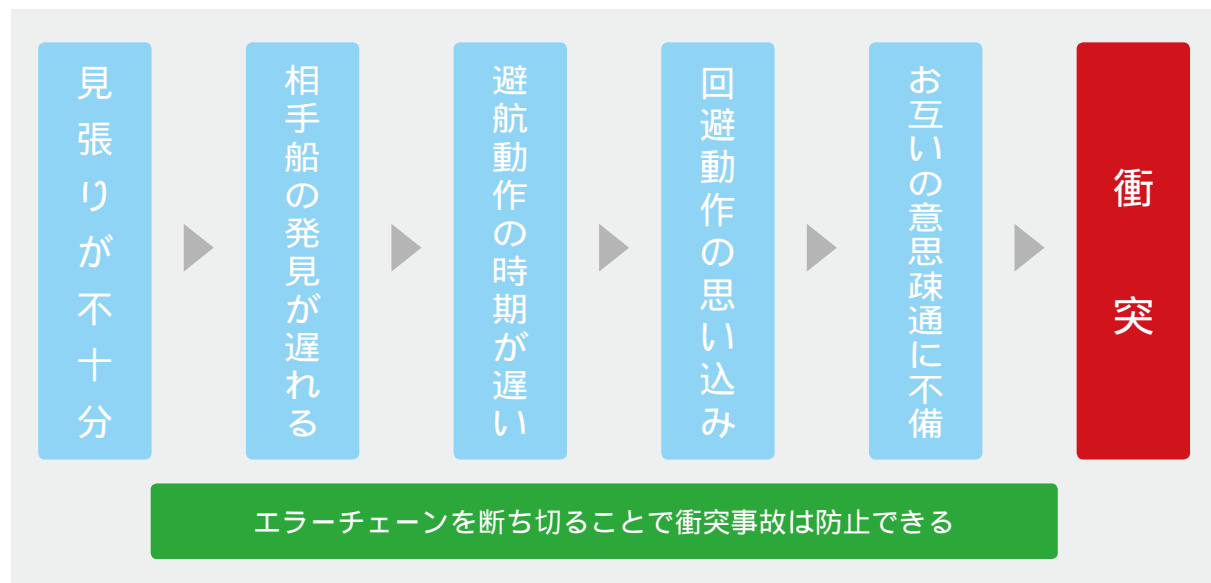 見張りが不十分
相手船の発見が遅れる
避航動作の時期が遅い
回避動作の思い込み
お互いの意思疎通に不備
衝突
エラーチェーンを断ち切ることで衝突事故は防止できる